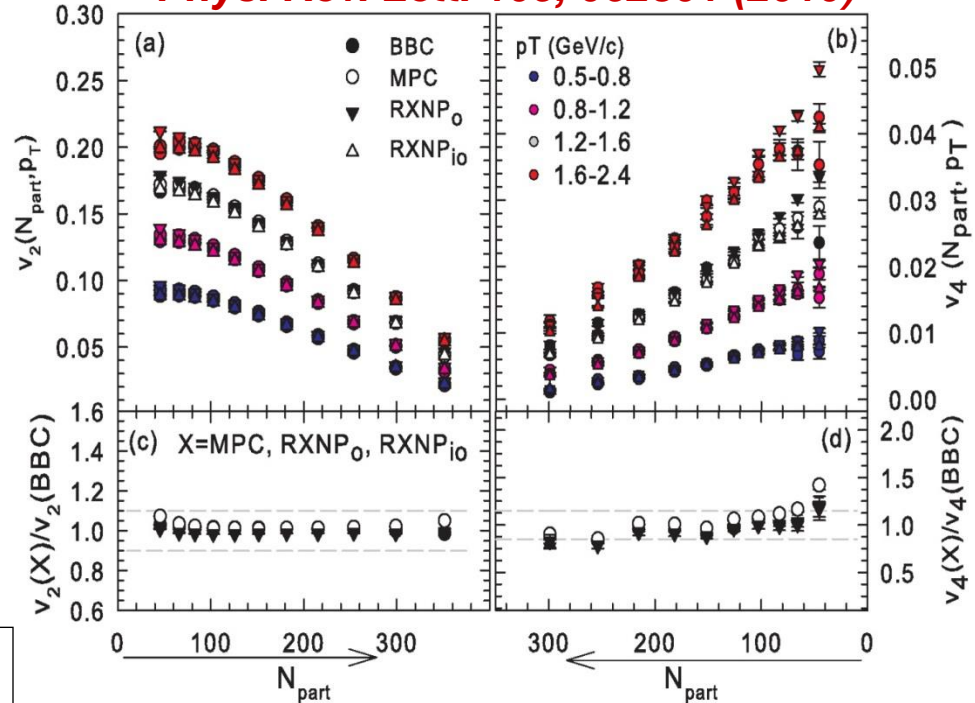 (a)
BBC
MPC
RXNPo
RXNPio
0.30
0.25
0.20
0.15
0.10
0.05
v2(Npart,pT)
(b)
pT (GeV/c)
0.5-0.8
0.8-1.2
1.2-1.6
1.6-2.4
0.05
0.04
0.03
0.02
0.01
0.00
v4 (Npart, pT)
(c) X=MPC, RXNPo, RXNPio
1.6
1.4
1.2
1.0
0.8
0.6
v2(X)/v2(BBC)
0 100 200 300
Npart
(d)
2.0
1.5
1.0
0.5
v4(X)/v4(BBC)
300 200 100 0
Npart